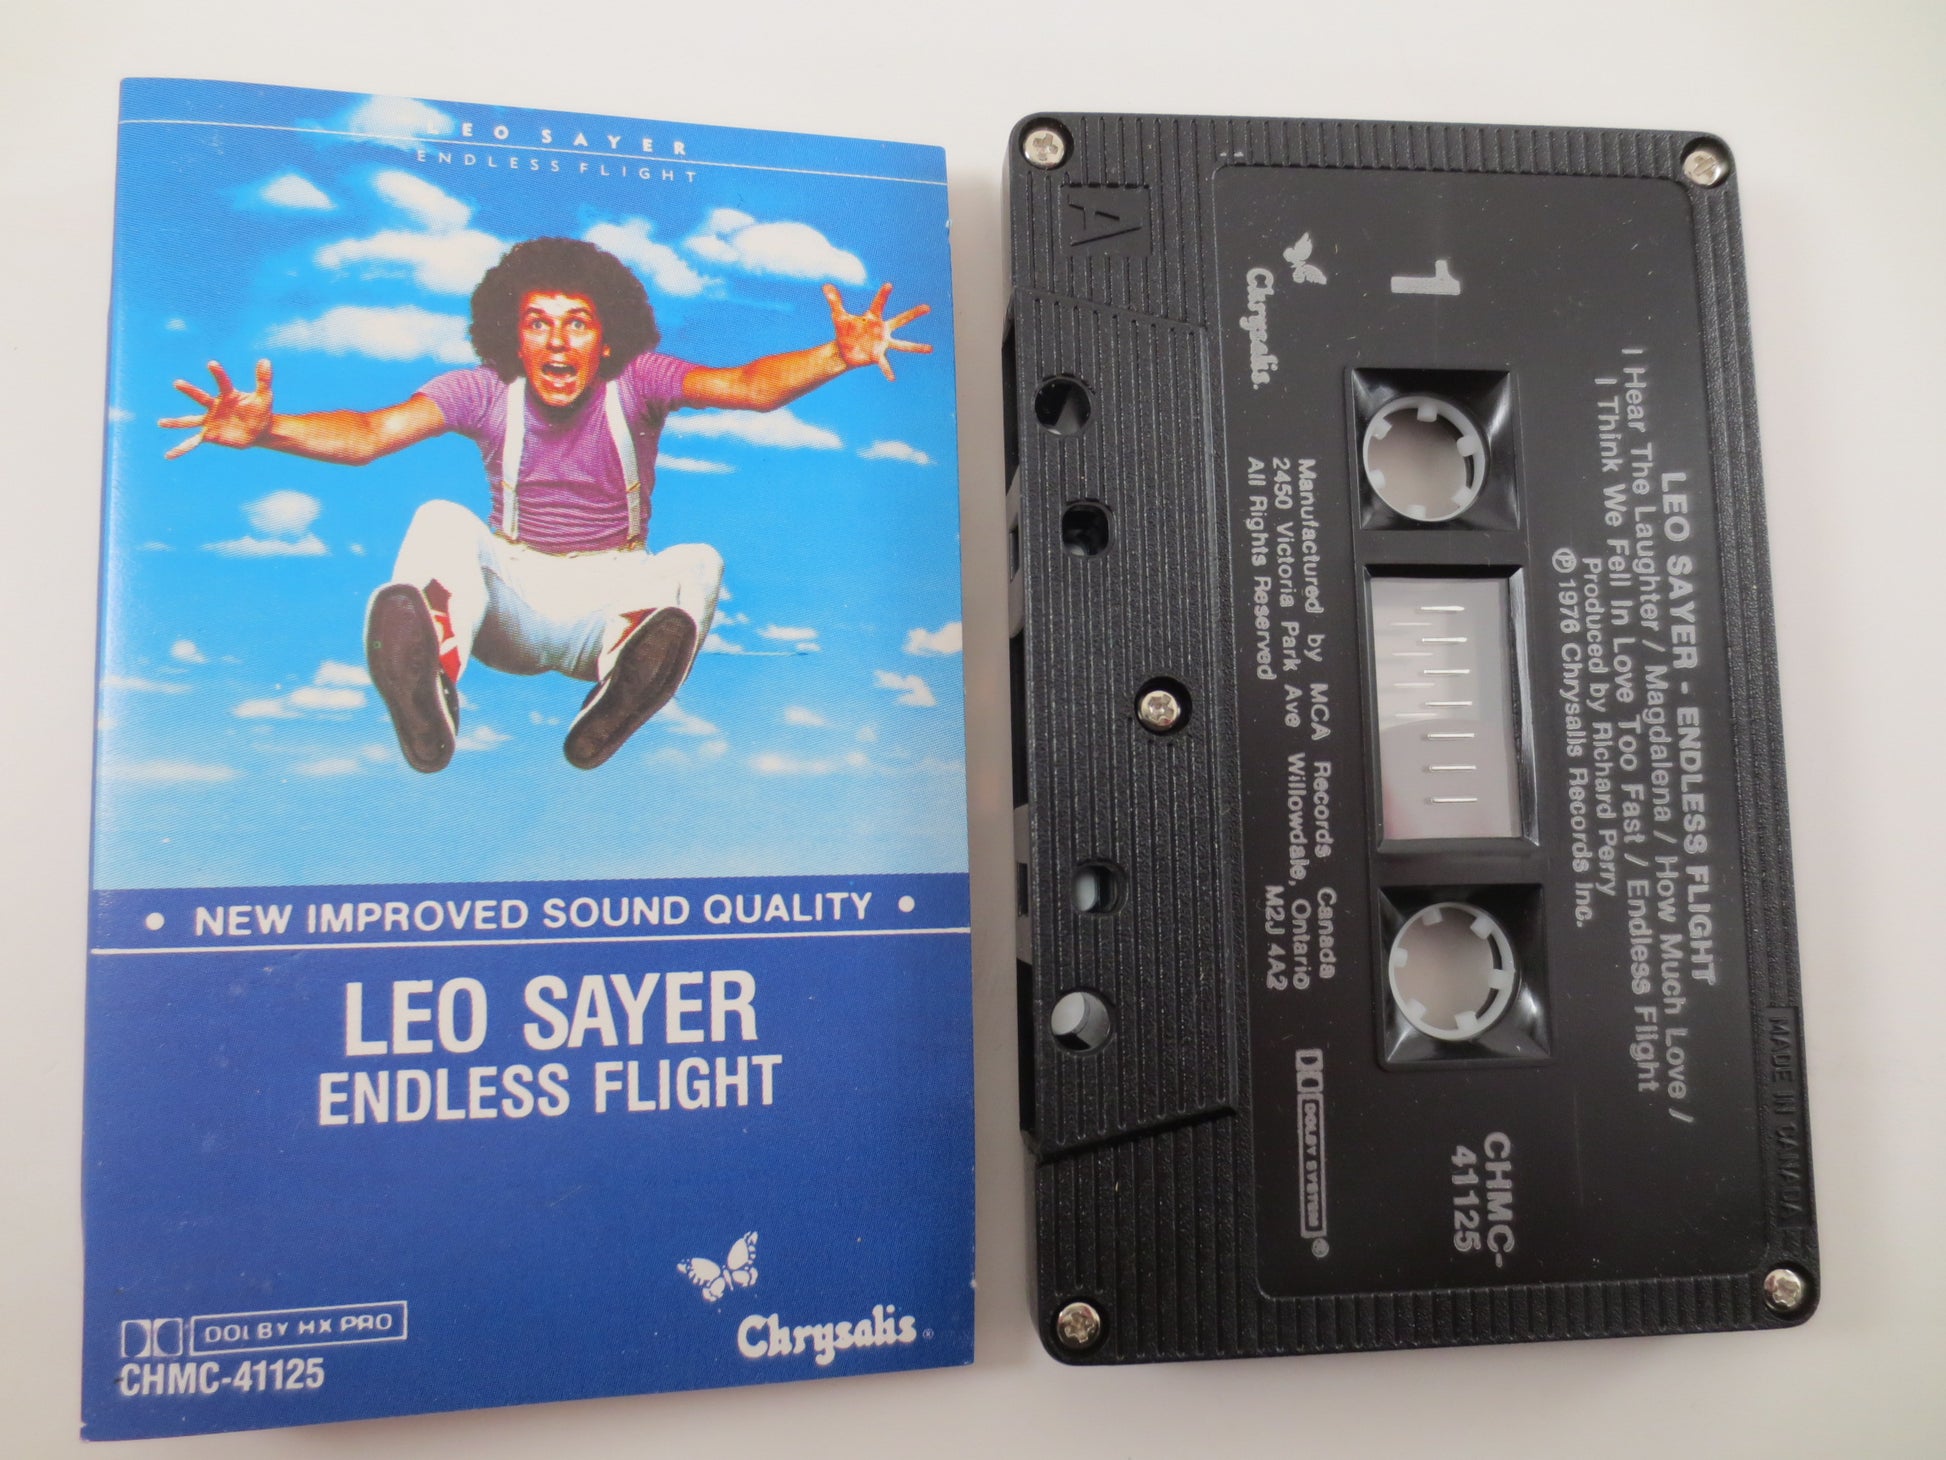 LEO SAYER
ENDLESS FLIGHT
• NEW IMPROVED SOUND QUALITY •
LEO SAYER
ENDLESS FLIGHT
Chrysalis®
DOLBY HX PRO
CHMC-41125
A
1
LEO SAYER - ENDLESS FLIGHT
I Hear The Laughter / Magdalena / How Much Love /
I Think We Fell In Love Too Fast / Endless Flight
Produced by Richard Perry
℗ 1976 Chrysalis Records Inc.
CHMC-
41125
Chrysalis.
Manufactured by MCA Records Canada
2450 Victoria Park Ave Willowdale, Ontario
All Rights Reserved M2J 4A2
DOLBY SYSTEM®
MADE IN CANADA